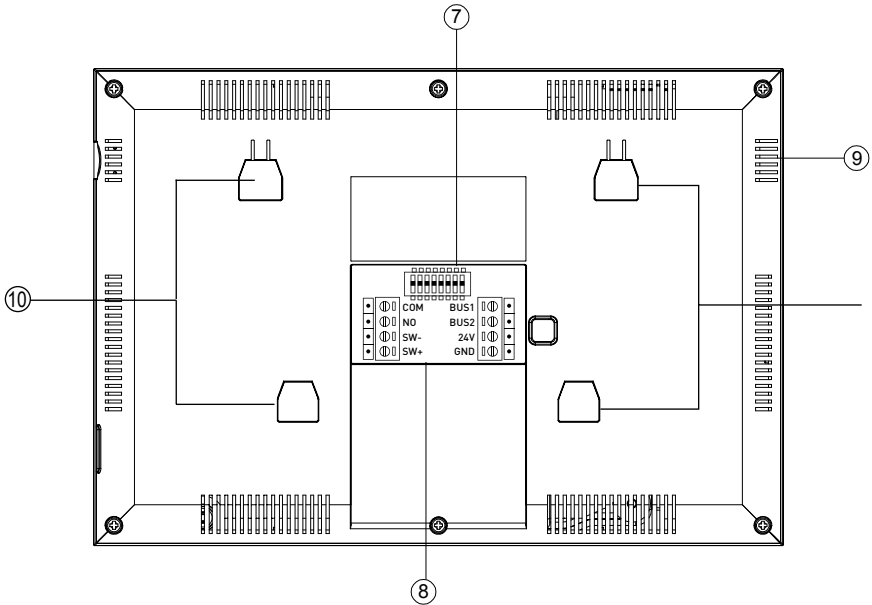 ⑦
⑨
⑩
COM BUS1
NO BUS2
SW- 24V
SW+ GND
⑧